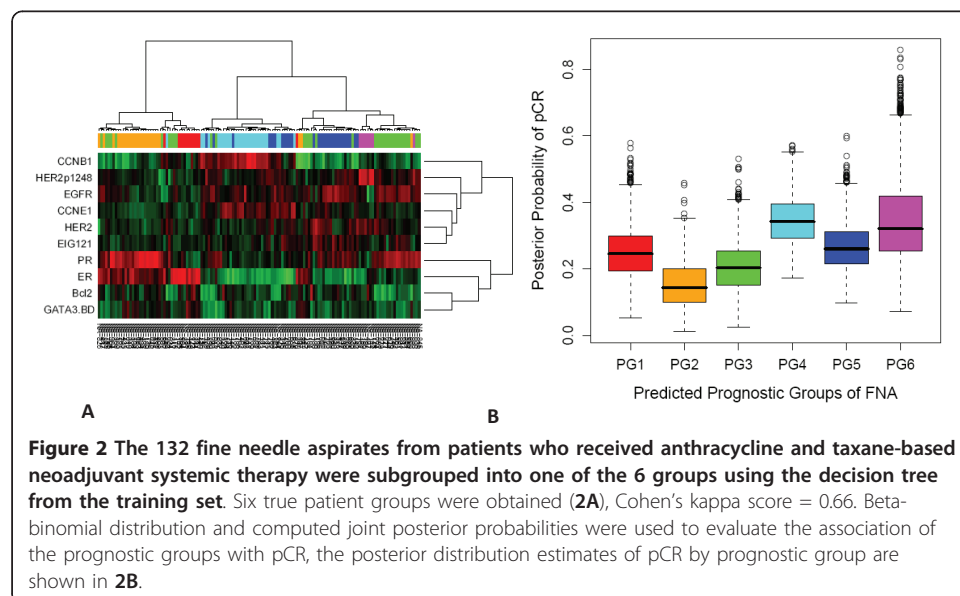 CCNB1
HER2p1248
EGFR
CCNE1
HER2
EIG121
PR
ER
Bcl2
GATA3.BD
A
Posterior Probability of pCR
0.8
0.6
0.4
0.2
0.0
PG1 PG2 PG3 PG4 PG5 PG6
Predicted Prognostic Groups of FNA
B
Figure 2 The 132 fine needle aspirates from patients who received anthracycline and taxane-based
neoadjuvant systemic therapy were subgrouped into one of the 6 groups using the decision tree
from the training set. Six true patient groups were obtained (2A), Cohen's kappa score = 0.66. Beta-
binomial distribution and computed joint posterior probabilities were used to evaluate the association of
the prognostic groups with pCR, the posterior distribution estimates of pCR by prognostic group are
shown in 2B.